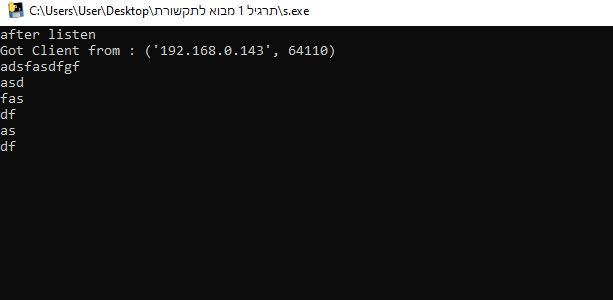 C:\Users\User\Desktop\תרגיל 1 מבוא לתקשורת\s.exe
after listen
Got Client from : ('192.168.0.143', 64110)
adsfasdfgf
asd
fas
df
as
df